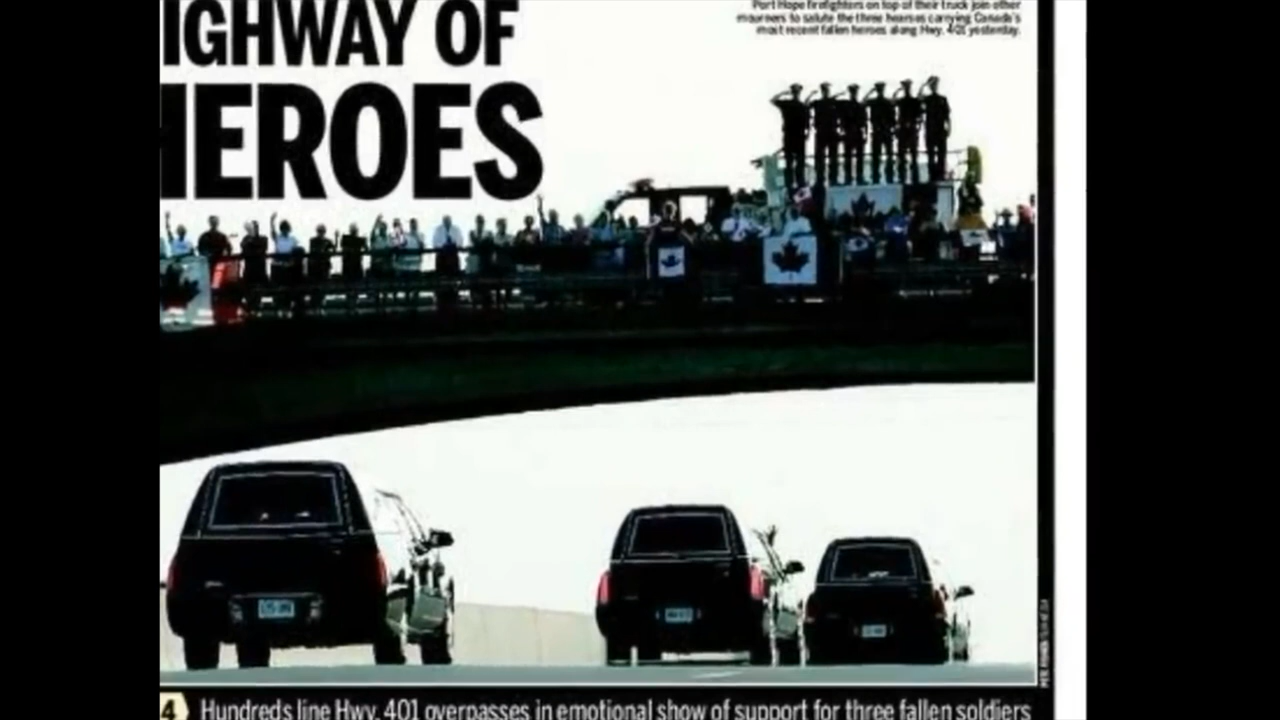 IGHWAY OF
HEROES
Port Hope firefighters on top of their truck join other
mourners to salute the three hearses carrying Canada's
most recent fallen heroes along Hwy. 401 yesterday.
4 Hundreds line Hwy. 401 overpasses in emotional show of support for three fallen soldiers